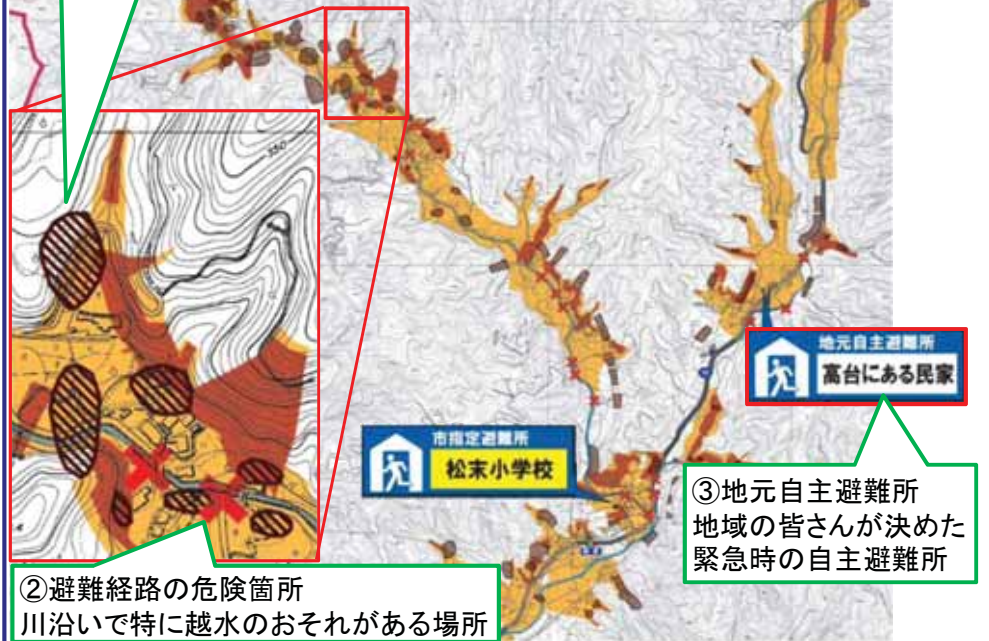 350
地元自主避難所
高台にある民家
市指定避難所
松末小学校
③地元自主避難所
地域の皆さんが決めた
緊急時の自主避難所
②避難経路の危険箇所
川沿いで特に越水のおそれがある場所